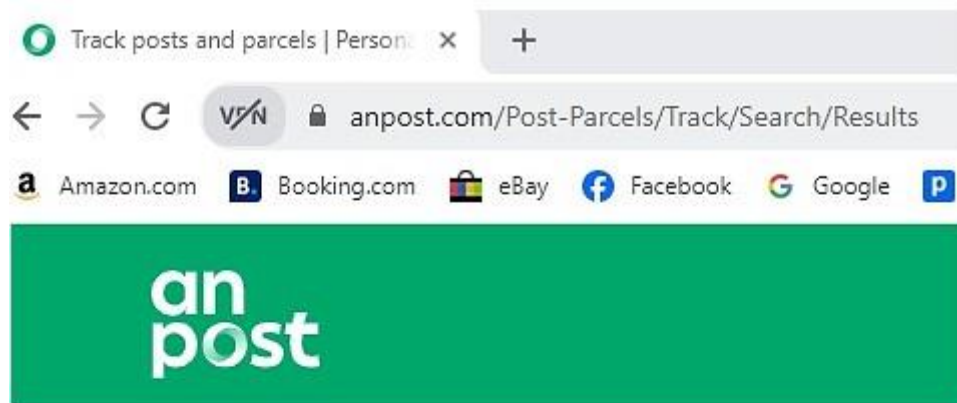 Track posts and parcels | Person
VPN anpost.com/Post-Parcels/Track/Search/Results
a Amazon.com B. Booking.com eBay Facebook G Google p
an
post